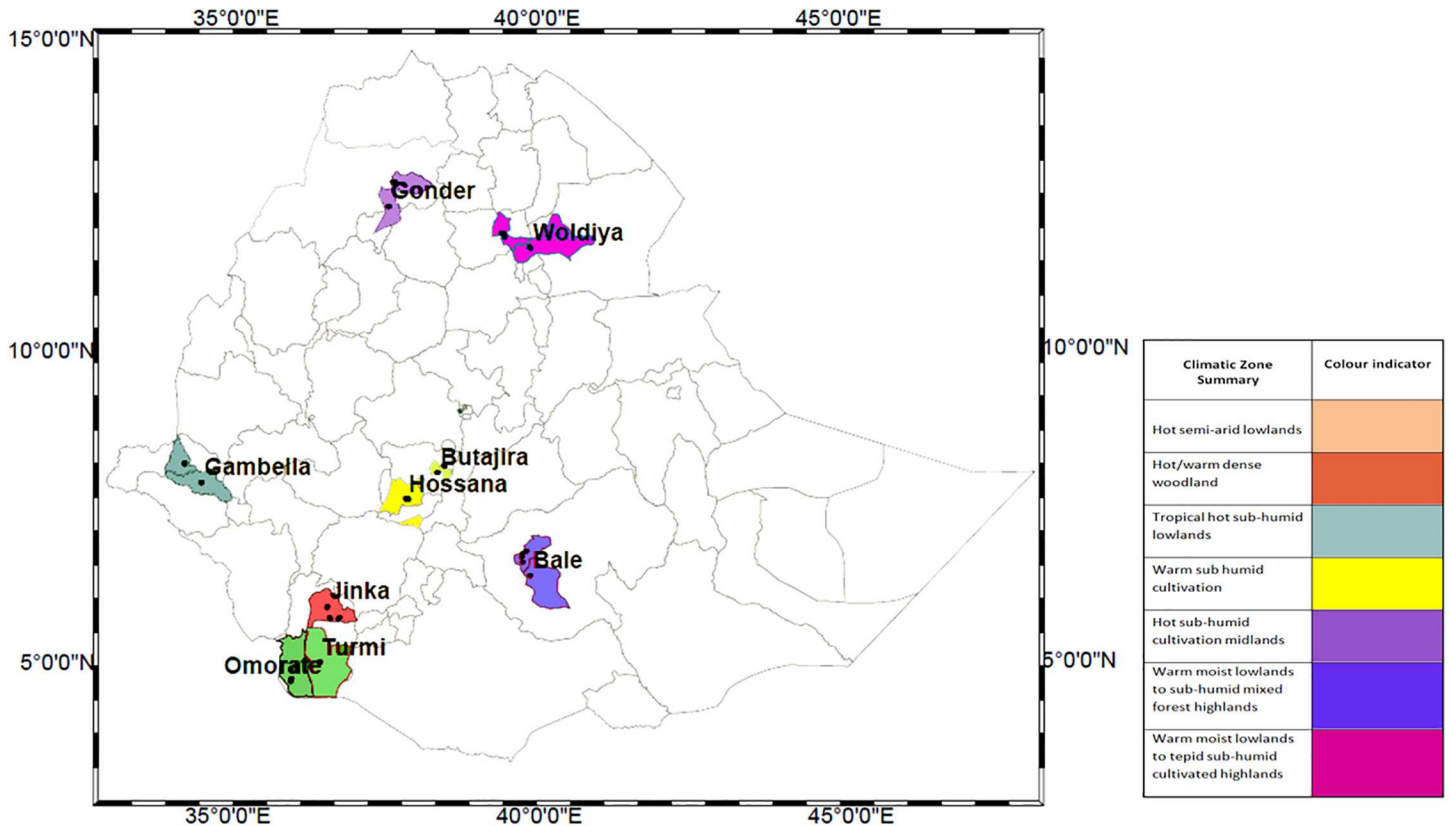 35°0'0"E 40°0'0"E 45°0'0"E
15°0'0"N
Gonder
Woldiya
10°0'0"N 10°0'0"N
Butajira
Gambella
Hossana
Bale
Jinka
Turmi
5°0'0"N Omorate 5°0'0"N
35°0'0"E 40°0'0"E 45°0'0"E
Climatic Zone Colour indicator
Summary
Hot semi-arid lowlands
Hot/warm dense
woodland
Tropical hot sub-humid
lowlands
Warm sub humid
cultivation
Hot sub-humid
cultivation midlands
Warm moist lowlands
to sub-humid mixed
forest highlands
Warm moist lowlands
to tepid sub-humid
cultivated highlands